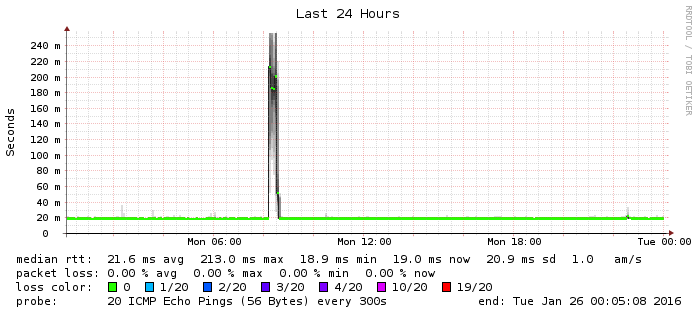 Last 24 Hours
RRDTOOL / TOBI OETIKER
Seconds
240 m
220 m
200 m
180 m
160 m
140 m
120 m
100 m
80 m
60 m
40 m
20 m
0
Mon 06:00 Mon 12:00 Mon 18:00 Tue 00:00
median rtt: 21.6 ms avg 213.0 ms max 18.9 ms min 19.0 ms now 20.9 ms sd 1.0 am/s
packet loss: 0.00 % avg 0.00 % max 0.00 % min 0.00 % now
loss color: 0 1/20 2/20 3/20 4/20 10/20 19/20
probe: 20 ICMP Echo Pings (56 Bytes) every 300s end: Tue Jan 26 00:05:08 2016